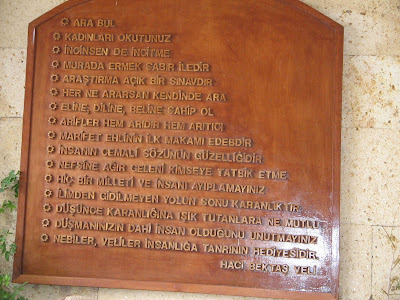 ARA BUL
KADINLARI OKUTUNUZ
İNCİNSEN DE İNCİTME
MURADA ERMEK SABIR İLEDİR
ARAŞTIRMA AÇIK BİR SINAVDIR
HER NE ARARSAN KENDİNDE ARA
ELİNE, DİLİNE, BELİNE SAHİP OL
ARİFLER HEM ARIDIR HEM ARITICI
MARİFET EHLİNİN İLK MAKAMI EDEBDİR
İNSANIN CEMALİ SÖZÜNÜN GÜZELLİĞİDİR
NEFSİNE AĞIR GELENİ KİMSEYE TATBİK ETME
HİÇ BİR MİLLETİ VE İNSANI AYIPLAMAYINIZ
İLİMDEN GİDİLMEYEN YOLUN SONU KARANLIKTIR
DÜŞÜNCE KARANLIĞINA IŞIK TUTANLARA NE MUTLU
DÜŞMANINIZIN DAHİ İNSAN OLDUĞUNU UNUTMAYINIZ
NEBİLER, VELİLER İNSANLIĞA TANRININ HEDİYESİDİR.
HACI BEKTAŞ VELİ